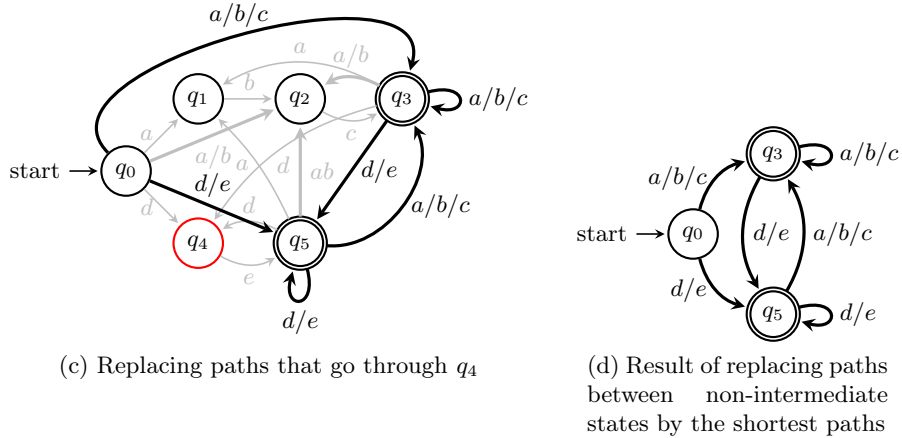 a/b/c
a
a/b
b
q1
q2
q3
a/b/c
a
c
start
q0
a/b
a
d
ab
d/e
d/e
a/b/c
d
d
q4
q5
e
d/e
(c) Replacing paths that go through q4
q3
a/b/c
a/b/c
start
q0
d/e
a/b/c
d/e
q5
d/e
(d) Result of replacing paths
between non-intermediate
states by the shortest paths